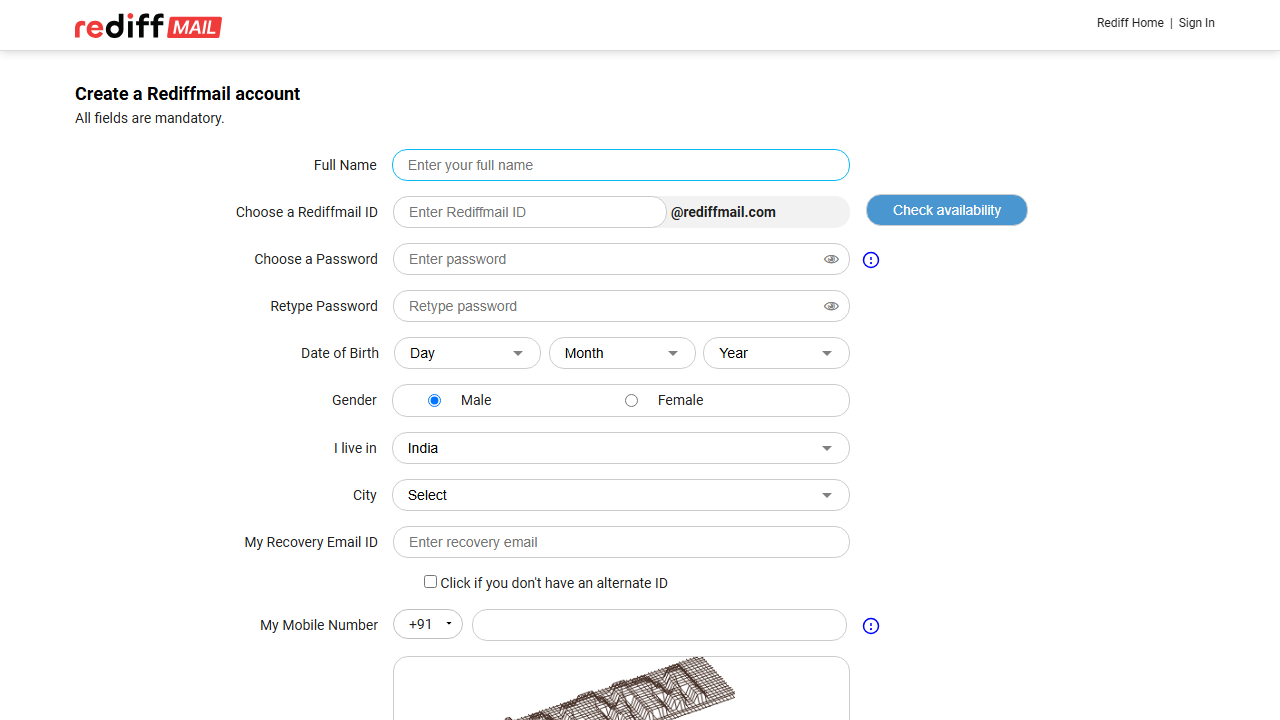 rediff MAIL
Rediff Home | Sign In
Create a Rediffmail account
All fields are mandatory.
Full Name Enter your full name
Choose a Rediffmail ID Enter Rediffmail ID @rediffmail.com Check availability
Choose a Password Enter password
Retype Password Retype password
Date of Birth Day Month Year
Gender Male Female
I live in India
City Select
My Recovery Email ID Enter recovery email
Click if you don't have an alternate ID
My Mobile Number +91